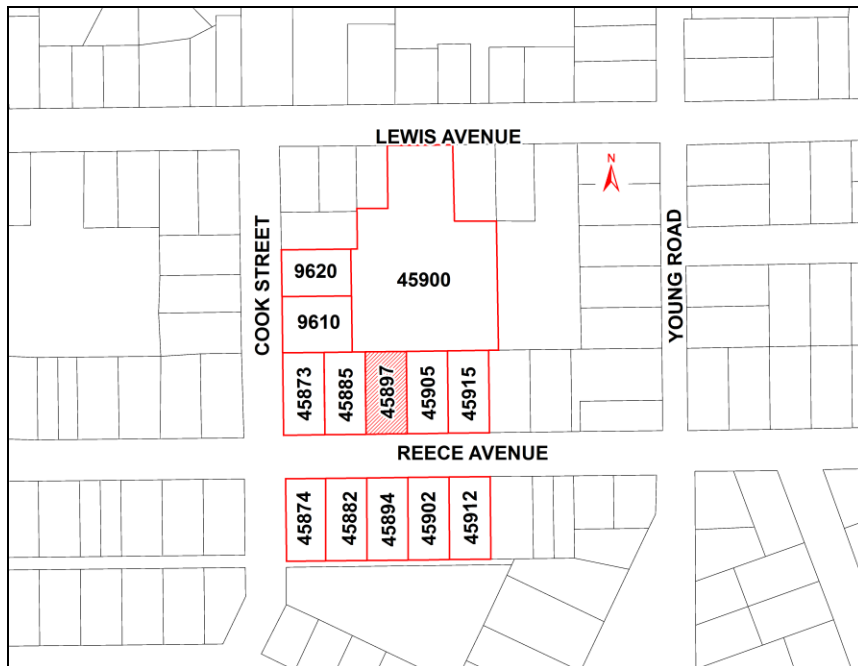 LEWIS AVENUE
N
COOK STREET
YOUNG ROAD
9620
45900
9610
45873
45885
45897
45905
45915
REECE AVENUE
45874
45882
45894
45902
45912